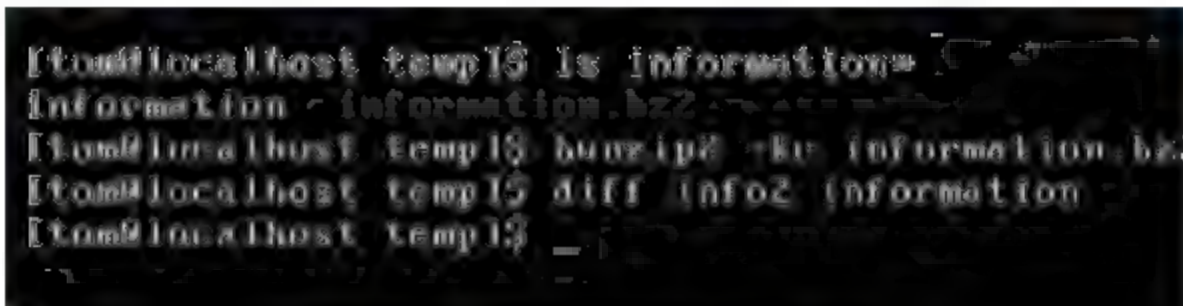 [tom@localhost temp]$ ls information*
information information.bz2
[tom@localhost temp]$ bunzip2 information.bz
[tom@localhost temp]$ diff info2 information
[tom@localhost temp]$